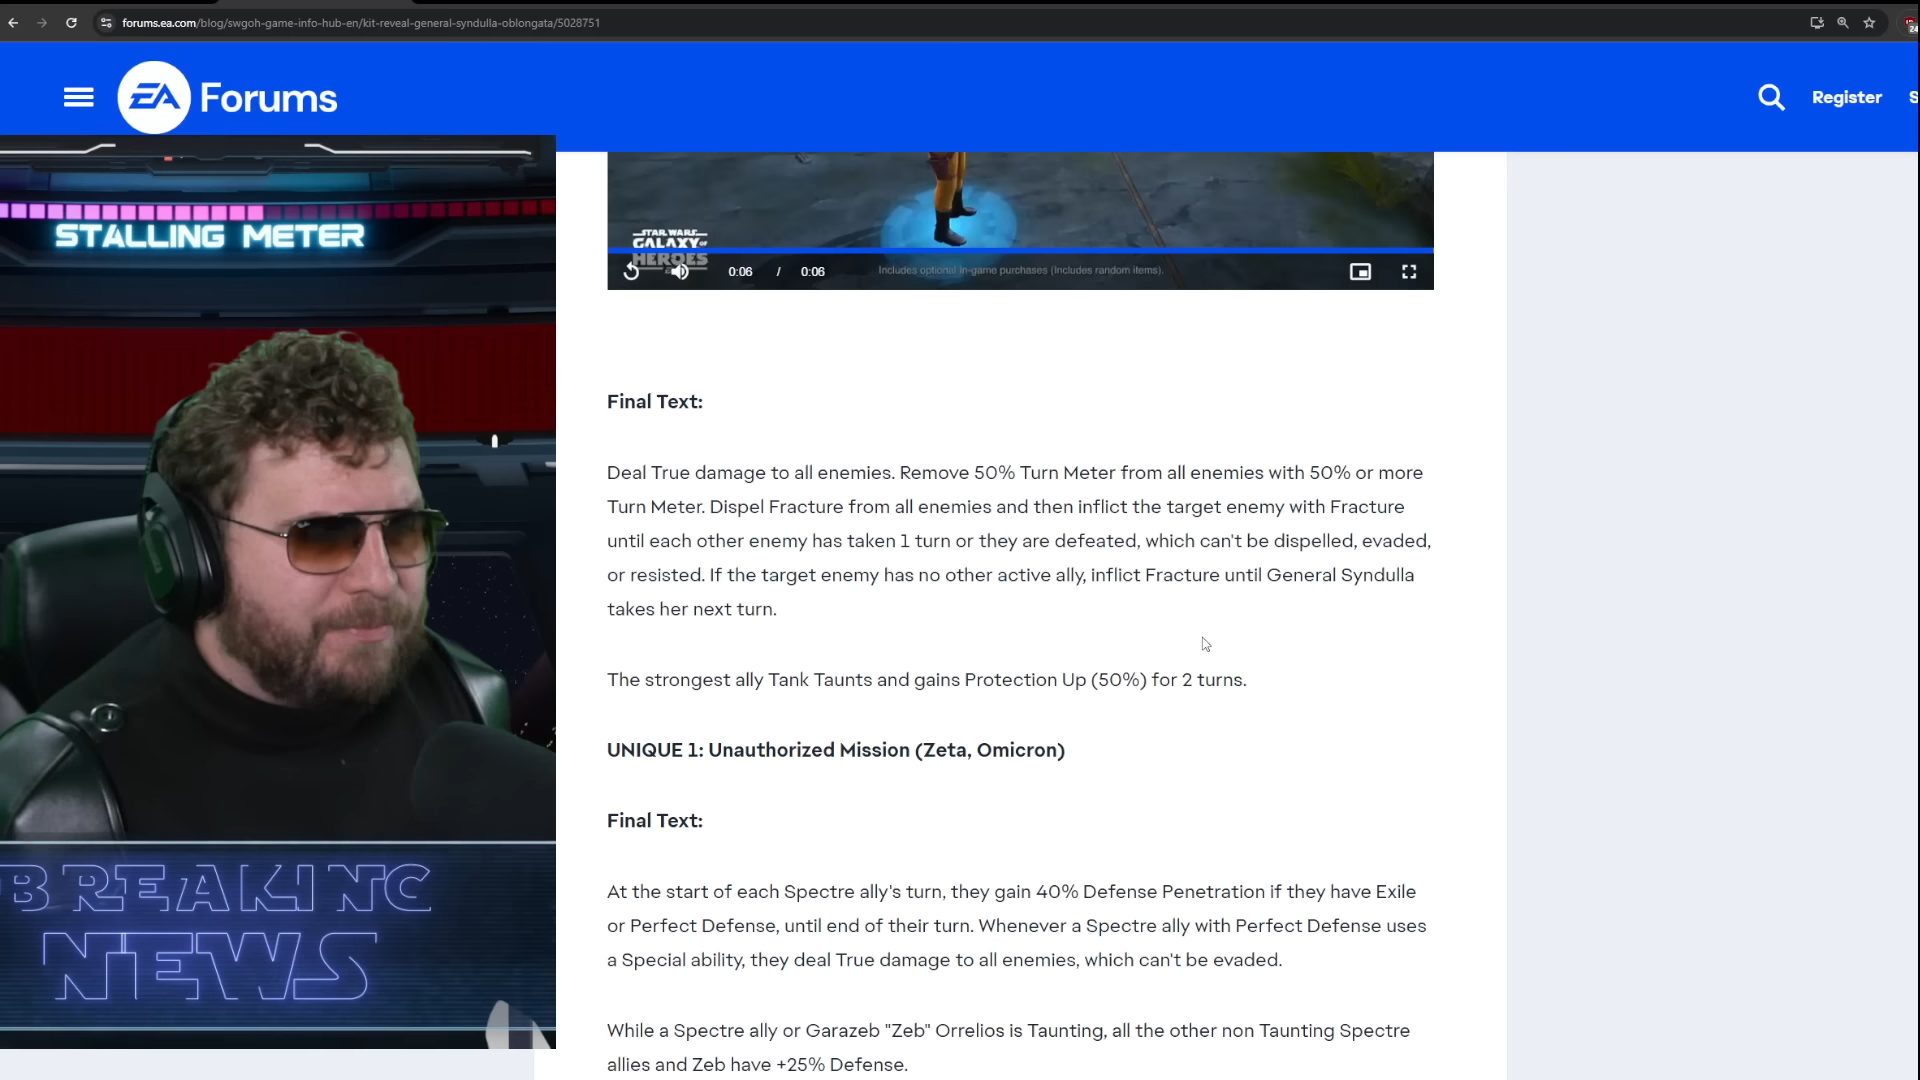 forums.ea.com/blog/swgoh-game-info-hub-en/kit-reveal-general-syndulla-oblongata/5028751
24
EA Forums
Register
S
STALLING METER
STAR WARS
GALAXY OF
HEROES
0:06 / 0:06
Includes optional in-game purchases (Includes random items).
Final Text:
Deal True damage to all enemies. Remove 50% Turn Meter from all enemies with 50% or more
Turn Meter. Dispel Fracture from all enemies and then inflict the target enemy with Fracture
until each other enemy has taken 1 turn or they are defeated, which can't be dispelled, evaded,
or resisted. If the target enemy has no other active ally, inflict Fracture until General Syndulla
takes her next turn.
The strongest ally Tank Taunts and gains Protection Up (50%) for 2 turns.
UNIQUE 1: Unauthorized Mission (Zeta, Omicron)
Final Text:
At the start of each Spectre ally's turn, they gain 40% Defense Penetration if they have Exile
or Perfect Defense, until end of their turn. Whenever a Spectre ally with Perfect Defense uses
a Special ability, they deal True damage to all enemies, which can't be evaded.
While a Spectre ally or Garazeb "Zeb" Orrelios is Taunting, all the other non Taunting Spectre
allies and Zeb have +25% Defense.
BREAKING
NEWS